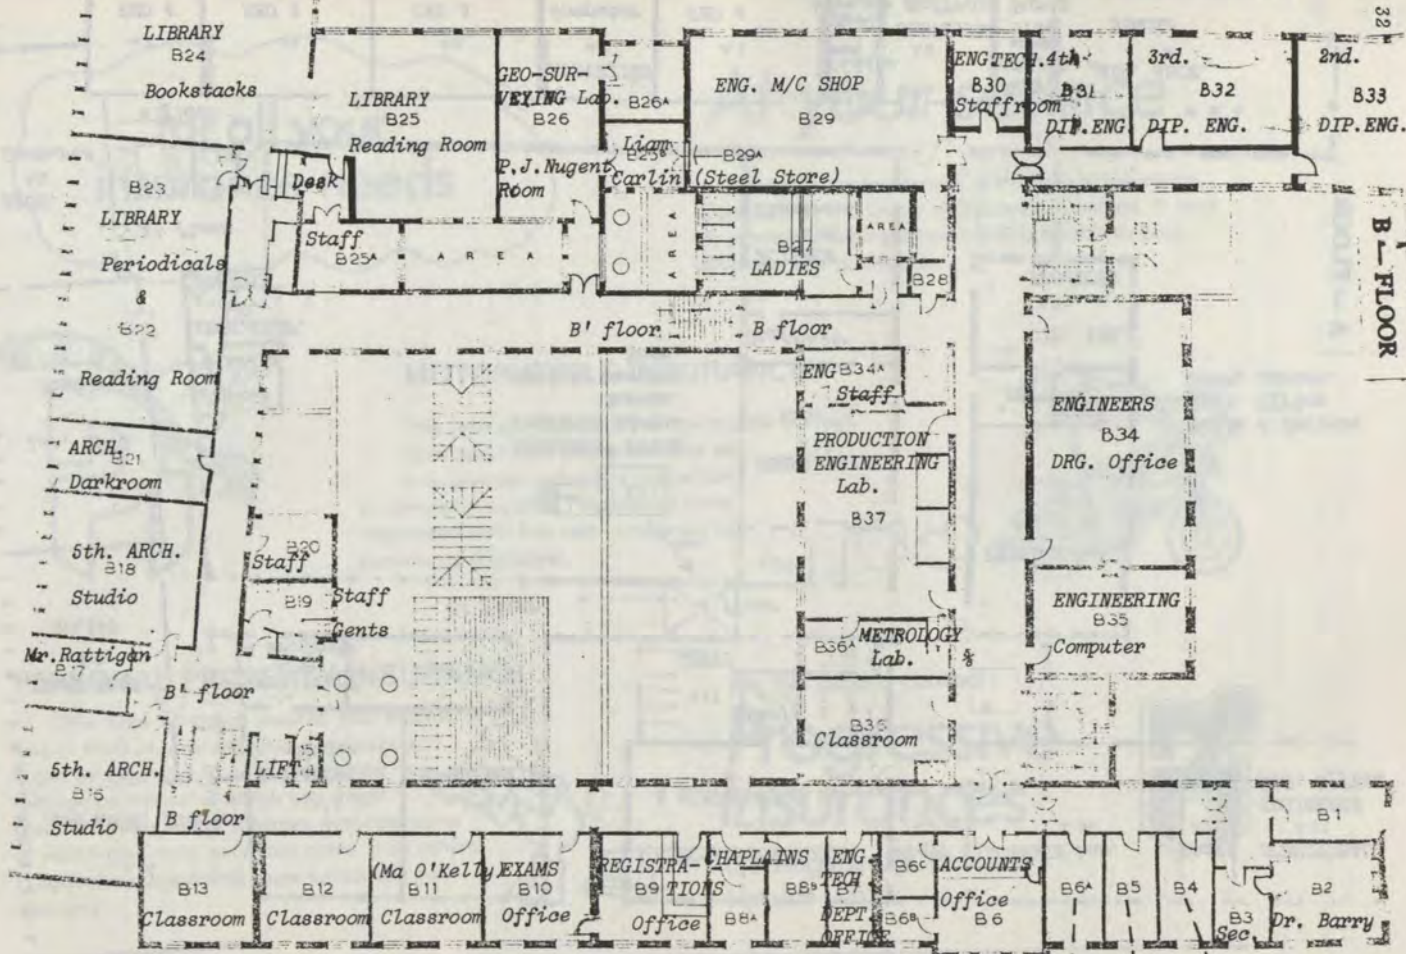 32
B—FLOOR
LIBRARY
B24
Bookstacks
LIBRARY
B25
Reading Room
GEO-SUR-
VEYING Lab.
B26
P.J.Nugent
Room
B26A
Liam
B25B
Carlin
ENG. M/C SHOP
B29
B29A
(Steel Store)
ENG TECH.
B30
Staffroom
4th
B31
DIP.ENG
3rd.
B32
DIP. ENG.
2nd.
B33
DIP.ENG.
B23
LIBRARY
Periodicals
&
B22
Reading Room
Desk
Staff
B25A
AREA
AREA
B27
LADIES
AREA
B28
B' floor
B floor
ARCH.
B21
Darkroom
5th. ARCH.
B18
Studio
B20
Staff
B19
Staff
Gents
Mr.Rattigan
B17
B' floor
5th. ARCH.
B16
Studio
LIFT
B floor
ENG B34A
Staff
PRODUCTION
ENGINEERING
Lab.
B37
B36A
METROLOGY
Lab.
B36
Classroom
ENGINEERS
B34
DRG. Office
ENGINEERING
B35
Computer
B13
Classroom
B12
Classroom
(Ma O'Kelly)
B11
Classroom
EXAMS
B10
Office
REGISTRA-
B9 TIONS
Office
CHAPLAINS
B8A
B8B
ENG
TECH
B7
DEPT.
OFFICE
B6C
B6B
ACCOUNTS
Office
B6
B6A
B5
B4
B3
Sec.
B1
B2
Dr. Barry